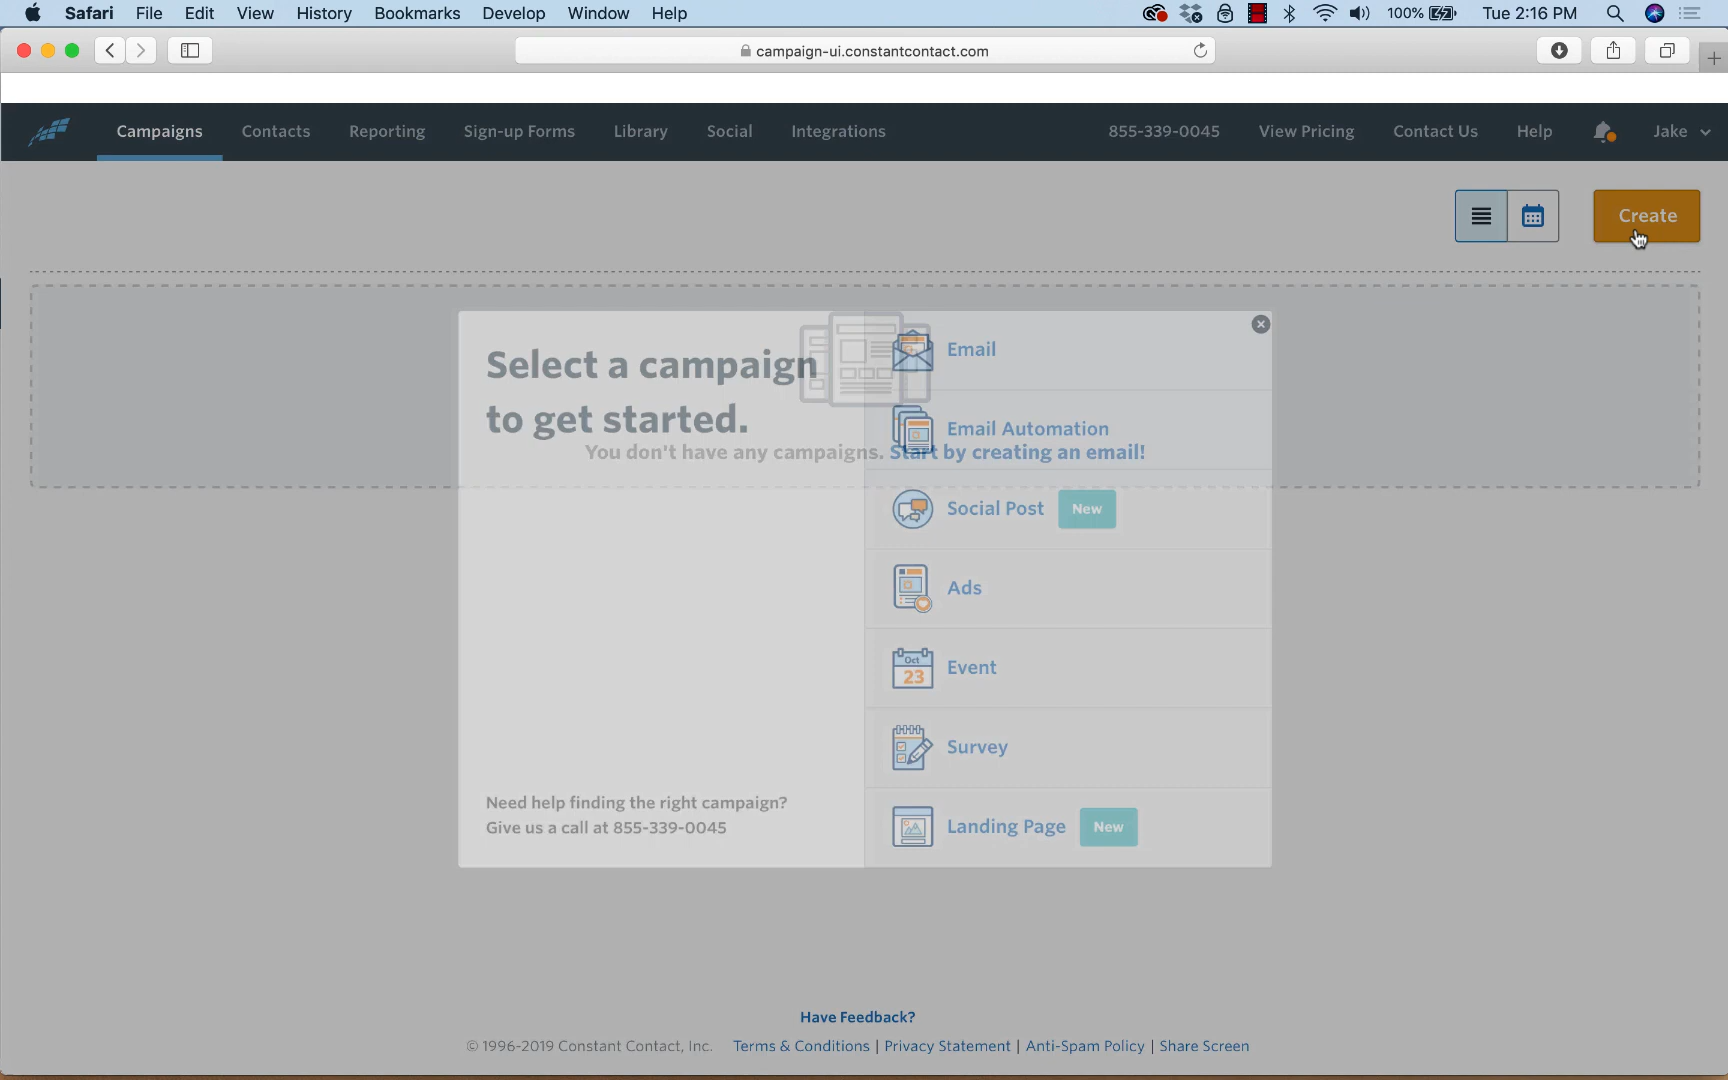 Safari File Edit View History Bookmarks Develop Window Help 100% Tue 2:16 PM
campaign-ui.constantcontact.com
Campaigns Contacts Reporting Sign-up Forms Library Social Integrations 855-339-0045 View Pricing Contact Us Help Jake
Create
Select a campaign
to get started.
You don't have any campaigns. Start by creating an email!
Email
Email Automation
Social Post New
Ads
Oct
23
Event
Survey
Landing Page New
Need help finding the right campaign?
Give us a call at 855-339-0045
Have Feedback?
© 1996-2019 Constant Contact, Inc. Terms & Conditions | Privacy Statement | Anti-Spam Policy | Share Screen